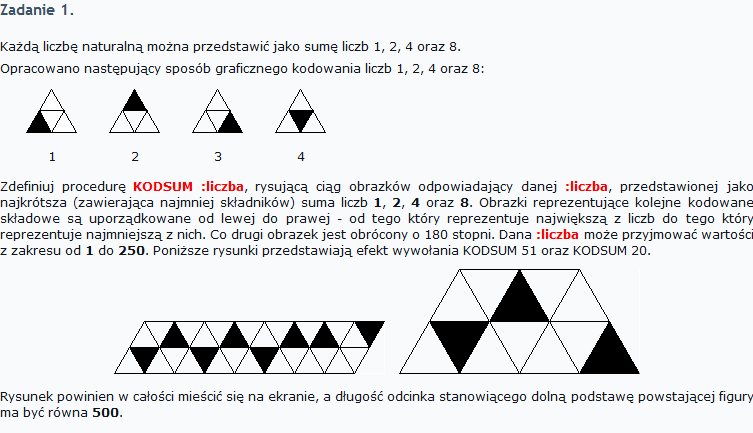 Zadanie 1.
Każdą liczbę naturalną można przedstawić jako sumę liczb 1, 2, 4 oraz 8.
Opracowano następujący sposób graficznego kodowania liczb 1, 2, 4 oraz 8:
1 2 3 4
Zdefiniuj procedurę KODSUM :liczba, rysującą ciąg obrazków odpowiadający danej :liczba, przedstawionej jako
najkrótsza (zawierająca najmniej składników) suma liczb 1, 2, 4 oraz 8. Obrazki reprezentujące kolejne kodowane
składowe są uporządkowane od lewej do prawej - od tego który reprezentuje największą z liczb do tego który
reprezentuje najmniejszą z nich. Co drugi obrazek jest obrócony o 180 stopni. Dana :liczba może przyjmować wartości
z zakresu od 1 do 250. Poniższe rysunki przedstawiają efekt wywołania KODSUM 51 oraz KODSUM 20.
Rysunek powinien w całości mieścić się na ekranie, a długość odcinka stanowiącego dolną podstawę powstającej figury
ma być równa 500.